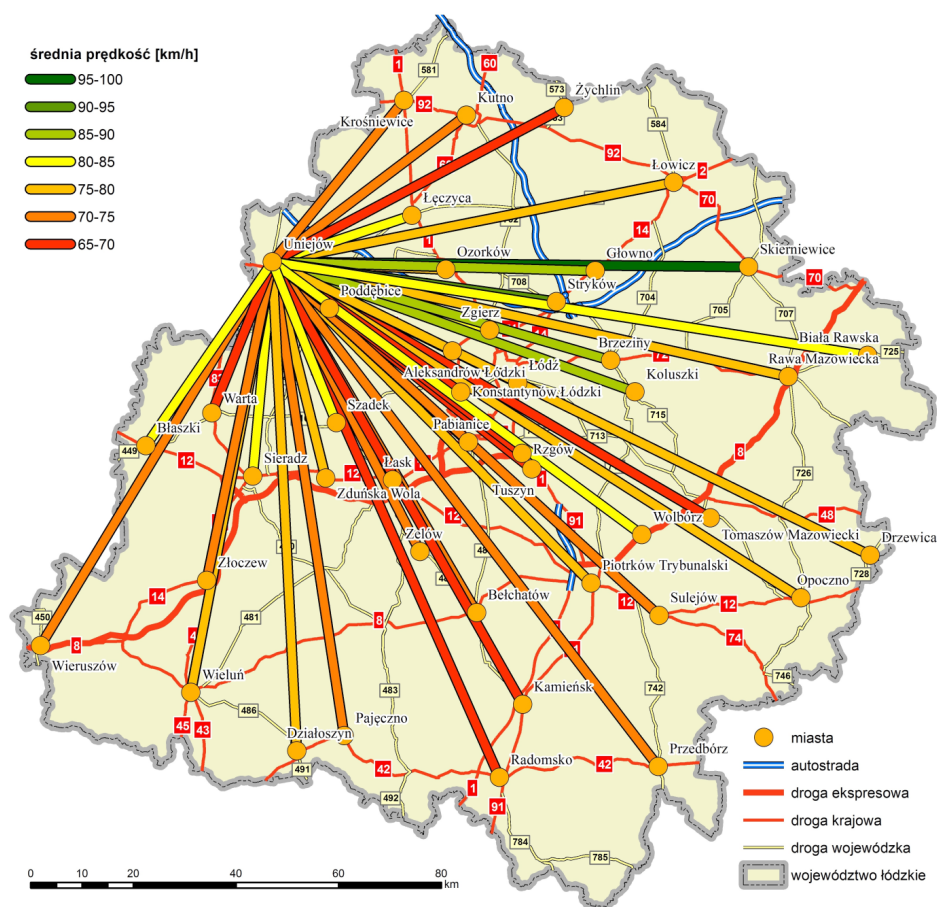 średnia prędkość [km/h]
95-100
90-95
85-90
80-85
75-80
70-75
65-70
1
581
60
573
Żychlin
Kutno
92
Krośniewice
584
92
Łowicz
2
70
Łęczyca
1
14
Uniejów
Ozorków
Głowno
Skierniewice
708
Stryków
70
704
705
707
Poddębice
Zgierz
Brzeziny
72
Biała Rawska
725
Rawa Mazowiecka
Aleksandrów Łódzki
Łódź
Koluszki
Konstantynów Łódzki
715
Warta
Szadek
Pabianice
713
8
Błaszki
449
12
Sieradz
12
Łask
Rzgów
726
Zduńska Wola
Tuszyn
1
91
48
12
Wolbórz
Tomaszów Mazowiecki
Drzewica
Zelów
728
Złoczew
Piotrków Trybunalski
Opoczno
14
Bełchatów
12
Sulejów
12
450
481
8
74
8
Wieruszów
746
Wieluń
483
742
Kamieńsk
486
45
43
Działoszyn
Pajęczno
Przedbórz
42
Radomsko
42
491
1
492
91
784
785
miasta
autostrada
droga ekspresowa
droga krajowa
droga wojewódzka
województwo łódzkie
0 20 40 60 80
km